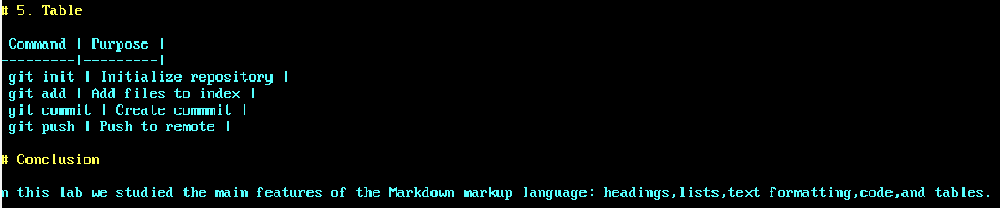 # 5. Table
Command | Purpose |
---------|---------|
git init | Initialize repository |
git add | Add files to index |
git commit | Create commmit |
git push | Push to remote |
# Conclusion
n this lab we studied the main features of the Markdown markup language: headings,lists,text formatting,code,and tables.